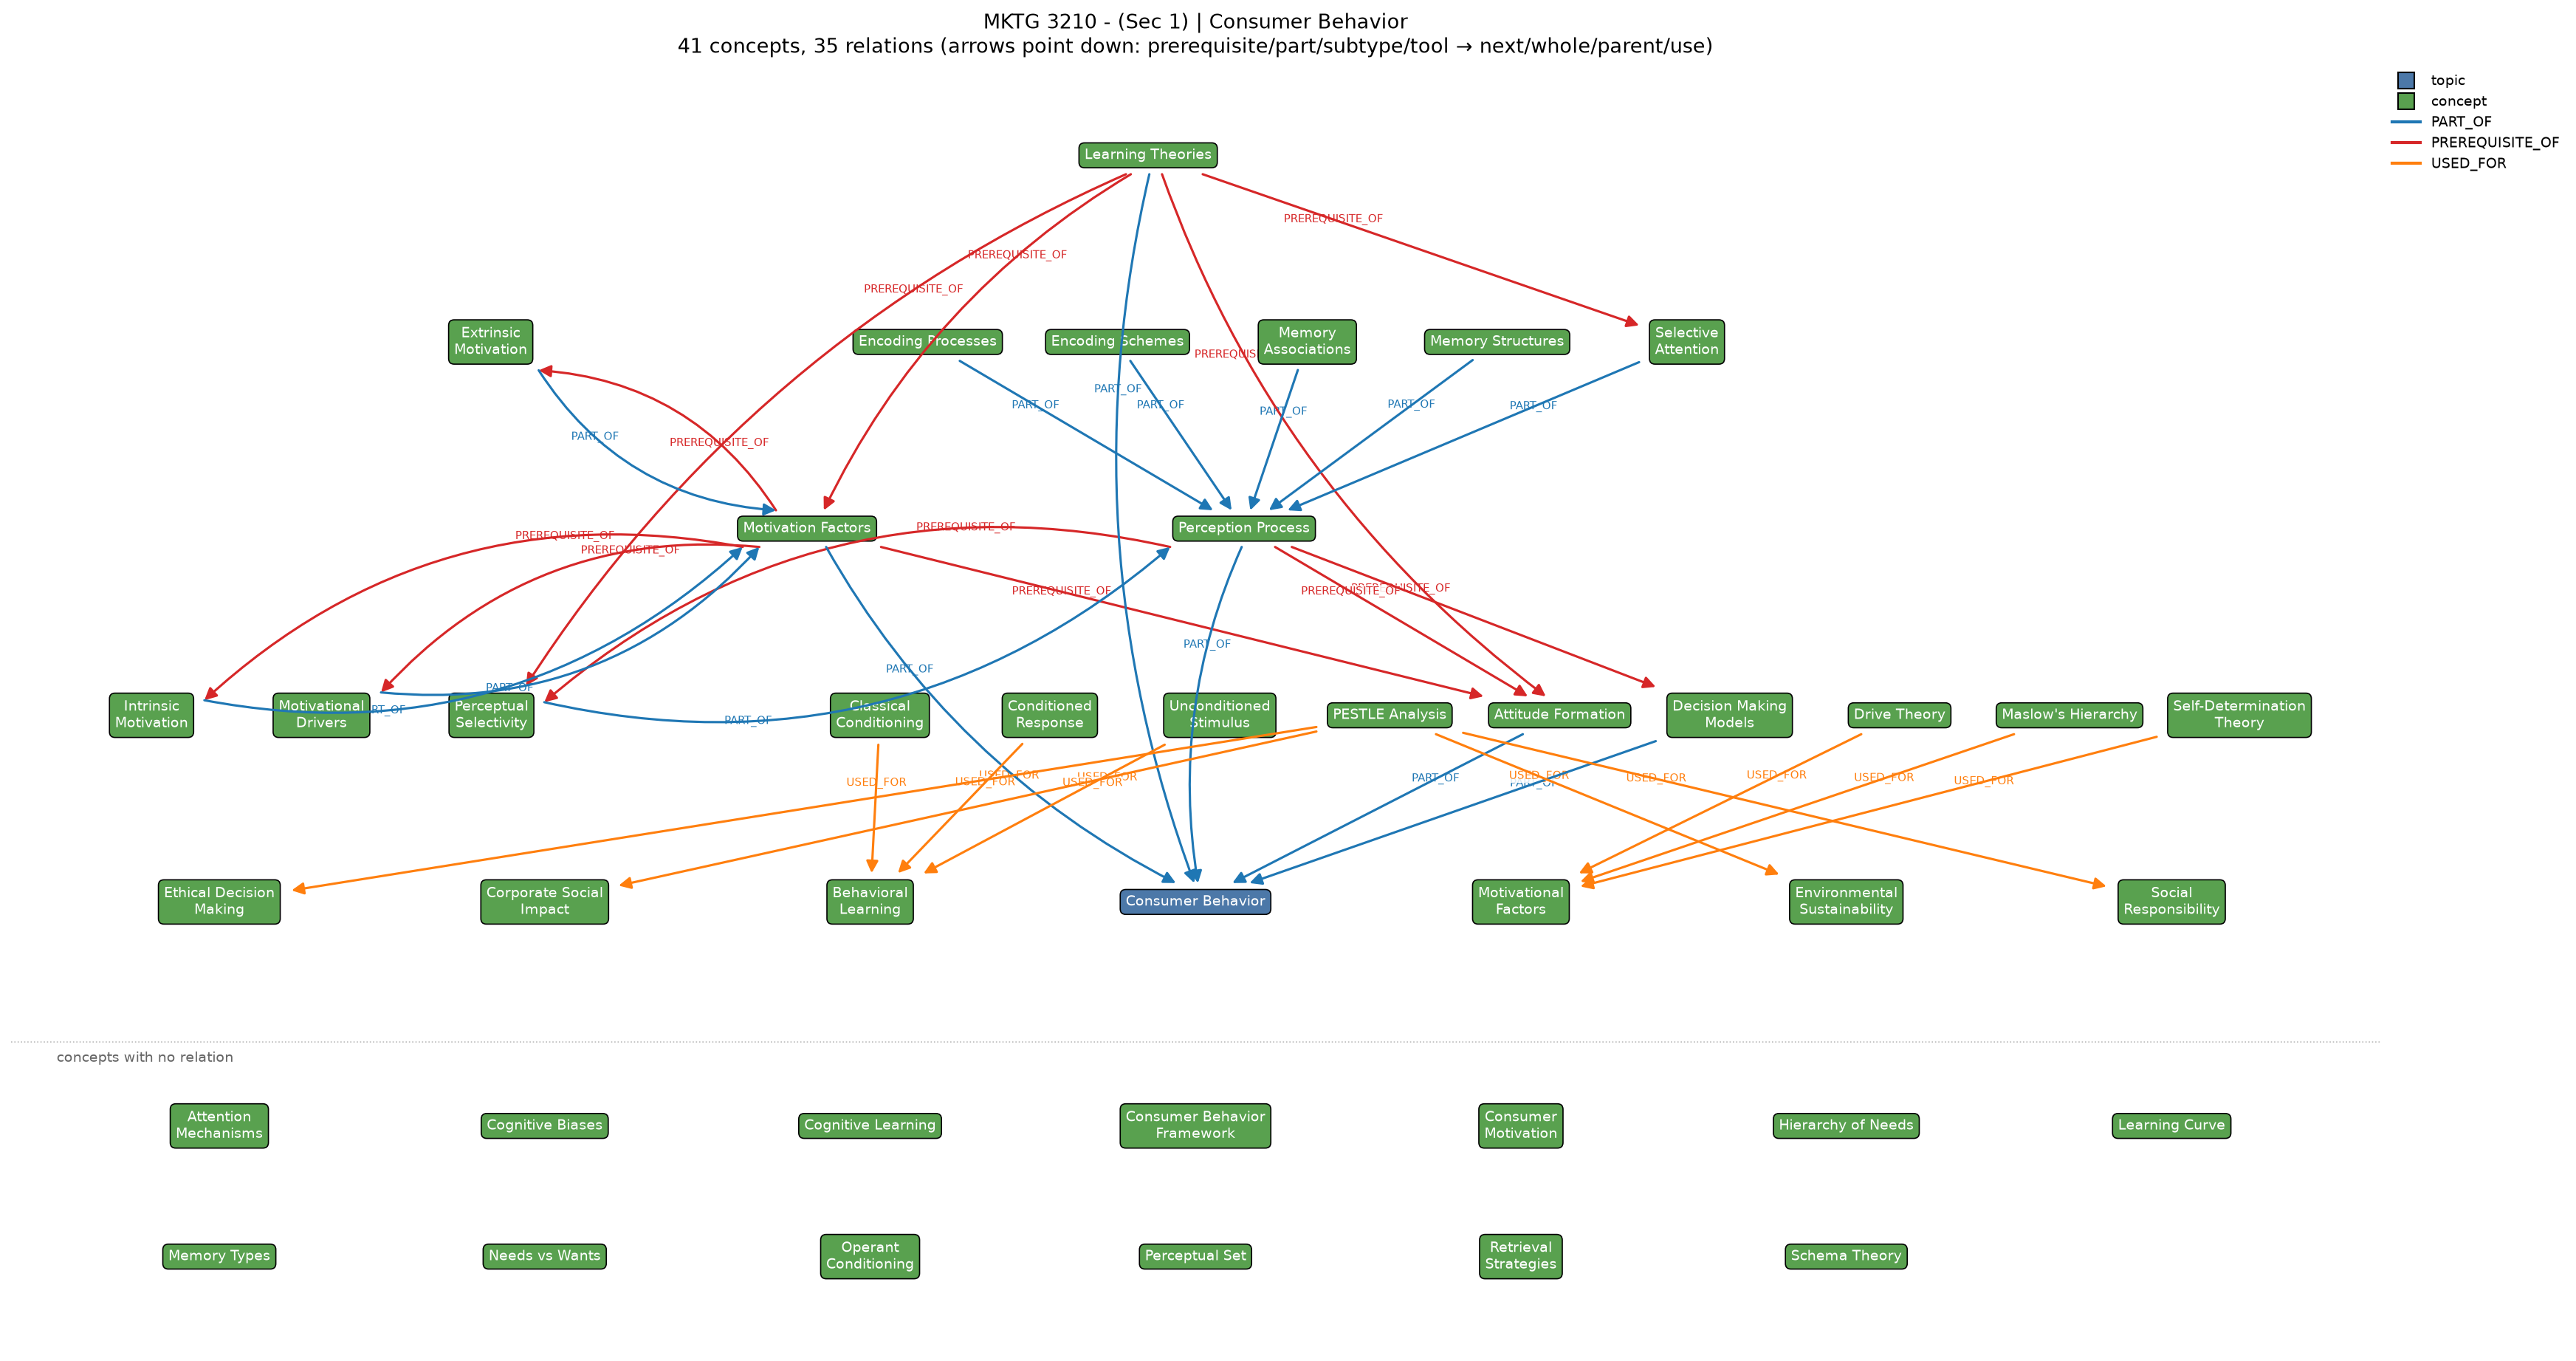 MKTG 3210 - (Sec 1) | Consumer Behavior
41 concepts, 35 relations (arrows point down: prerequisite/part/subtype/tool → next/whole/parent/use)
topic
concept
PART_OF
PREREQUISITE_OF
USED_FOR
Learning Theories
PREREQUISITE_OF
PREREQUISITE_OF
PREREQUISITE_OF
Extrinsic
Motivation
Encoding Processes
Encoding Schemes
Memory
Associations
Memory Structures
Selective
Attention
PREREQUIS
PART_OF
PART_OF
PART_OF
PART_OF
PART_OF
PART_OF
PART_OF
PREREQUISITE_OF
Motivation Factors
Perception Process
PREREQUISITE_OF
PREREQUISITE_OF
PREREQUISITE_OF
PREREQUISITE_OF
PREREQUISITE_OF
PART_OF
PART_OF
PART_OF
PART_OF
Intrinsic
Motivation
Motivational
Drivers
Perceptual
Selectivity
Classical
Conditioning
Conditioned
Response
Unconditioned
Stimulus
PESTLE Analysis
Attitude Formation
Decision Making
Models
Drive Theory
Maslow's Hierarchy
Self-Determination
Theory
USED_FOR
USED_FOR
USED_FOR
USED_FOR
USED_FOR
PART_OF
USED_FOR
USED_FOR
USED_FOR
USED_FOR
USED_FOR
Ethical Decision
Making
Corporate Social
Impact
Behavioral
Learning
Consumer Behavior
Motivational
Factors
Environmental
Sustainability
Social
Responsibility
concepts with no relation
Attention
Mechanisms
Cognitive Biases
Cognitive Learning
Consumer Behavior
Framework
Consumer
Motivation
Hierarchy of Needs
Learning Curve
Memory Types
Needs vs Wants
Operant
Conditioning
Perceptual Set
Retrieval
Strategies
Schema Theory